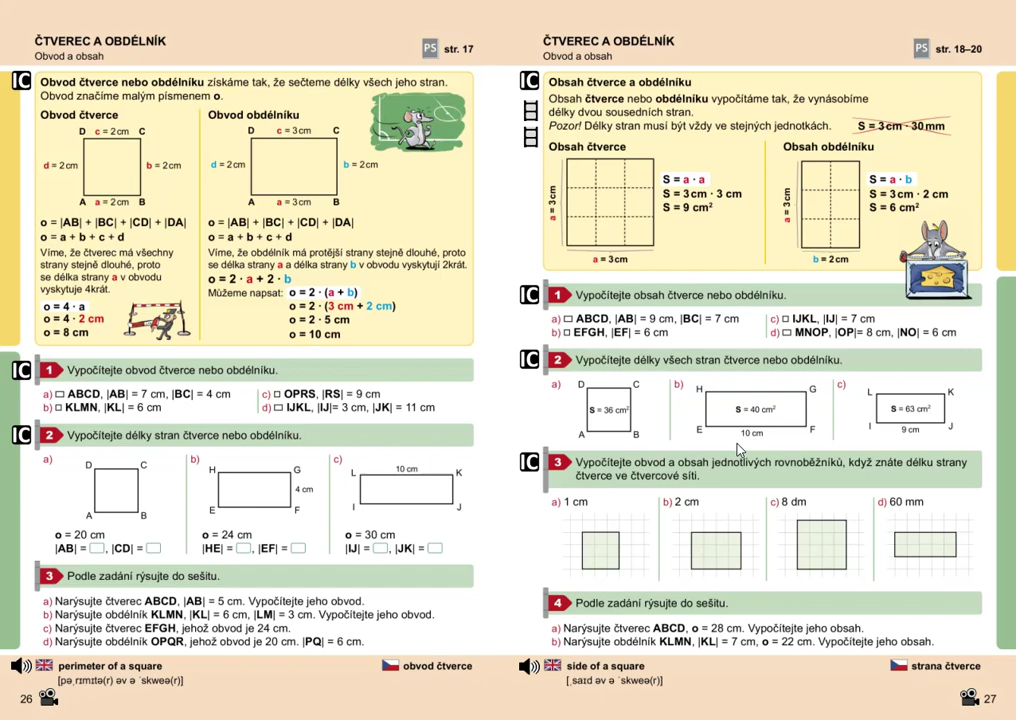 ČTVEREC A OBDÉLNÍK
Obvod a obsah
PS str. 17
IC
Obvod čtverce nebo obdélníku získáme tak, že sečteme délky všech jeho stran.
Obvod značíme malým písmenem o.
Obvod čtverce
D c = 2 cm C
d = 2 cm b = 2 cm
A a = 2 cm B
o = |AB| + |BC| + |CD| + |DA|
o = a + b + c + d
Víme, že čtverec má všechny
strany stejně dlouhé, proto
se délka strany a v obvodu
vyskytuje 4krát.
o = 4 · a
o = 4 · 2 cm
o = 8 cm
Obvod obdélníku
D c = 3 cm C
d = 2 cm b = 2 cm
A a = 3 cm B
o = |AB| + |BC| + |CD| + |DA|
o = a + b + c + d
Víme, že obdélník má protější strany stejně dlouhé, proto
se délka strany a a délka strany b v obvodu vyskytují 2krát.
o = 2 · a + 2 · b
Můžeme napsat: o = 2 · (a + b)
o = 2 · (3 cm + 2 cm)
o = 2 · 5 cm
o = 10 cm
IC
1 Vypočítejte obvod čtverce nebo obdélníku.
a) ▭ ABCD, |AB| = 7 cm, |BC| = 4 cm
b) □ KLMN, |KL| = 6 cm
c) □ OPRS, |RS| = 9 cm
d) ▭ IJKL, |IJ|= 3 cm, |JK| = 11 cm
IC
2 Vypočítejte délky stran čtverce nebo obdélníku.
a)
D C
A B
o = 20 cm
|AB| = □, |CD| = □
b)
H G
4 cm
E F
o = 24 cm
|HE| = □, |EF| = □
c)
10 cm
L K
I J
o = 30 cm
|IJ| = □, |JK| = □
3 Podle zadání rýsujte do sešitu.
a) Narýsujte čtverec ABCD, |AB| = 5 cm. Vypočítejte jeho obvod.
b) Narýsujte obdélník KLMN, |KL| = 6 cm, |LM| = 3 cm. Vypočítejte jeho obvod.
c) Narýsujte čtverec EFGH, jehož obvod je 24 cm.
d) Narýsujte obdélník OPQR, jehož obvod je 20 cm. |PQ| = 6 cm.
perimeter of a square
[pəˌrɪmɪtə(r) əv ə ˈskweə(r)]
obvod čtverce
26
ČTVEREC A OBDÉLNÍK
Obvod a obsah
PS str. 18–20
IC
Obsah čtverce a obdélníku
Obsah čtverce nebo obdélníku vypočítáme tak, že vynásobíme
délky dvou sousedních stran.
Pozor! Délky stran musí být vždy ve stejných jednotkách.
S = 3 cm · 30 mm
Obsah čtverce
a = 3 cm
a = 3 cm
S = a · a
S = 3 cm · 3 cm
S = 9 cm²
Obsah obdélníku
a = 3 cm
b = 2 cm
S = a · b
S = 3 cm · 2 cm
S = 6 cm²
IC
1 Vypočítejte obsah čtverce nebo obdélníku.
a) ▭ ABCD, |AB| = 9 cm, |BC| = 7 cm
b) □ EFGH, |EF| = 6 cm
c) □ IJKL, |IJ| = 7 cm
d) ▭ MNOP, |OP|= 8 cm, |NO| = 6 cm
IC
2 Vypočítejte délky všech stran čtverce nebo obdélníku.
a)
D C
S = 36 cm²
A B
b)
H G
S = 40 cm²
E F
10 cm
c)
L K
S = 63 cm²
I J
9 cm
IC
3 Vypočítejte obvod a obsah jednotlivých rovnoběžníků, když znáte délku strany
čtverce ve čtvercové síti.
a) 1 cm
b) 2 cm
c) 8 dm
d) 60 mm
4 Podle zadání rýsujte do sešitu.
a) Narýsujte čtverec ABCD, o = 28 cm. Vypočítejte jeho obsah.
b) Narýsujte obdélník KLMN, |KL| = 7 cm, o = 22 cm. Vypočítejte jeho obsah.
side of a square
[ˌsaɪd əv ə ˈskweə(r)]
strana čtverce
27